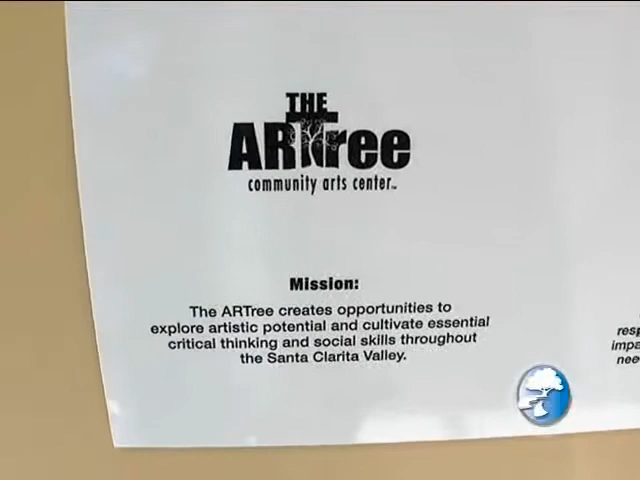 THE
ARTree
community arts center™
Mission:
The ARTree creates opportunities to
explore artistic potential and cultivate essential
critical thinking and social skills throughout
the Santa Clarita Valley.